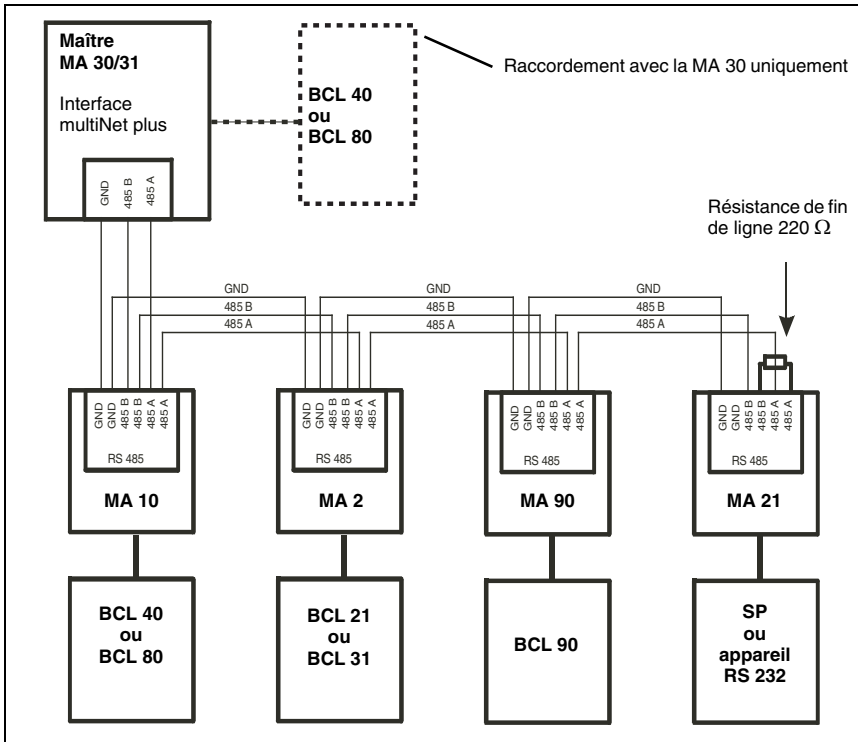 Maître
MA 30/31
Interface
multiNet plus
GND
485 B
485 A
BCL 40
ou
BCL 80
Raccordement avec la MA 30 uniquement
Résistance de fin
de ligne 220 Ω
GND
485 B
485 A
GND
485 B
485 A
GND
485 B
485 A
GND
GND
485 B
485 B
485 A
485 A
RS 485
MA 10
GND
GND
485 B
485 B
485 A
485 A
RS 485
MA 2
GND
GND
485 B
485 B
485 A
485 A
RS 485
MA 90
GND
GND
485 B
485 B
485 A
485 A
RS 485
MA 21
BCL 40
ou
BCL 80
BCL 21
ou
BCL 31
BCL 90
SP
ou
appareil
RS 232